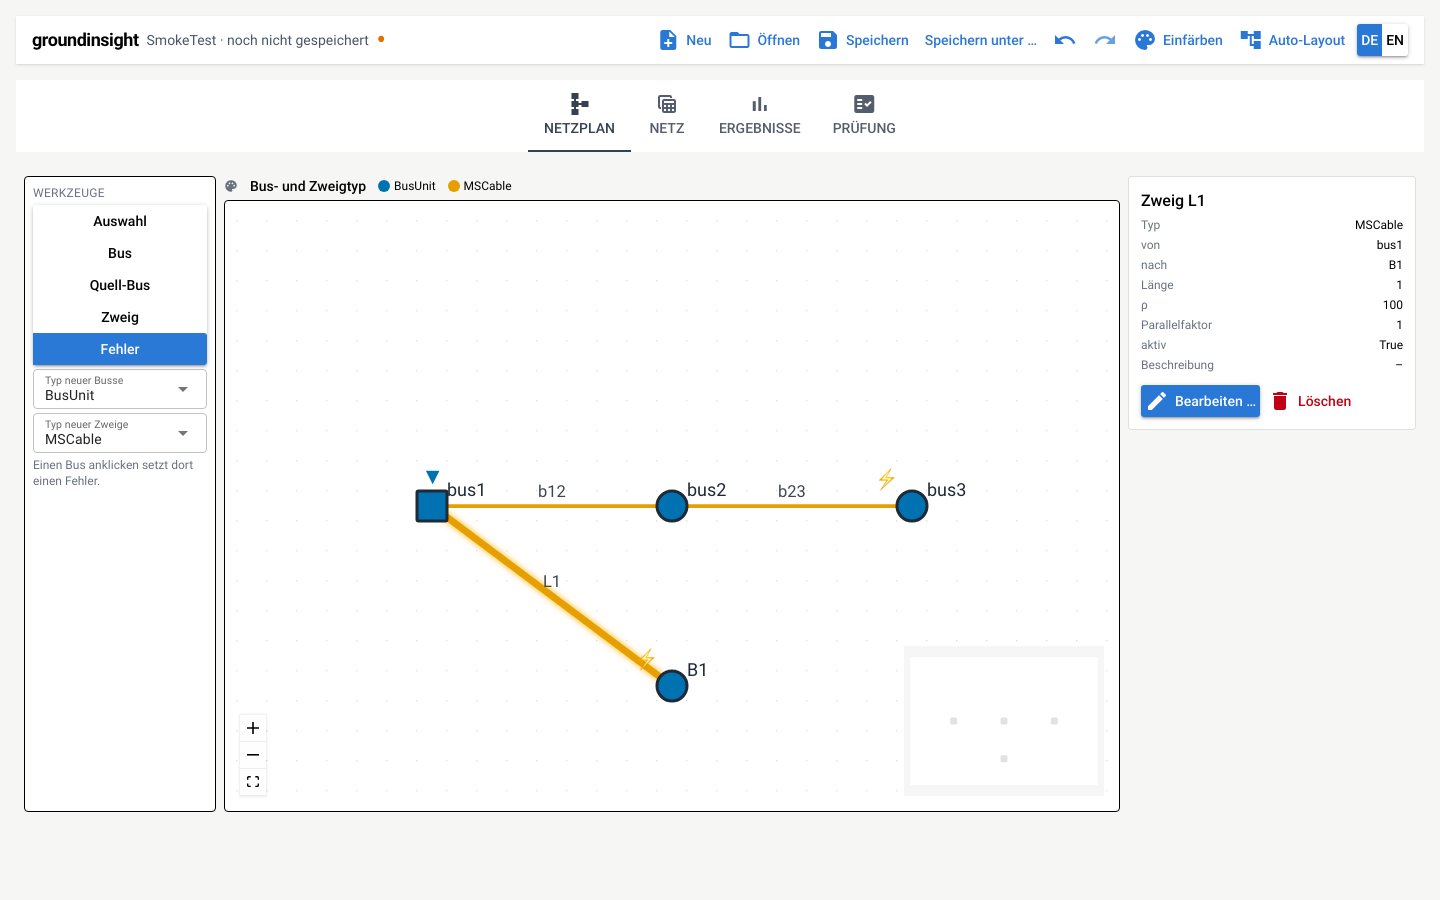 groundinsight SmokeTest · noch nicht gespeichert
Neu Öffnen Speichern Speichern unter ... Einfärben Auto-Layout DE EN
NETZPLAN NETZ ERGEBNISSE PRÜFUNG
WERKZEUGE
Auswahl
Bus
Quell-Bus
Zweig
Fehler
Typ neuer Busse
BusUnit
Typ neuer Zweige
MSCable
Einen Bus anklicken setzt dort
einen Fehler.
Bus- und Zweigtyp BusUnit MSCable
bus1 b12 bus2 b23 bus3
L1
B1
Zweig L1
Typ MSCable
von bus1
nach B1
Länge 1
ρ 100
Parallelfaktor 1
aktiv True
Beschreibung –
Bearbeiten ... Löschen